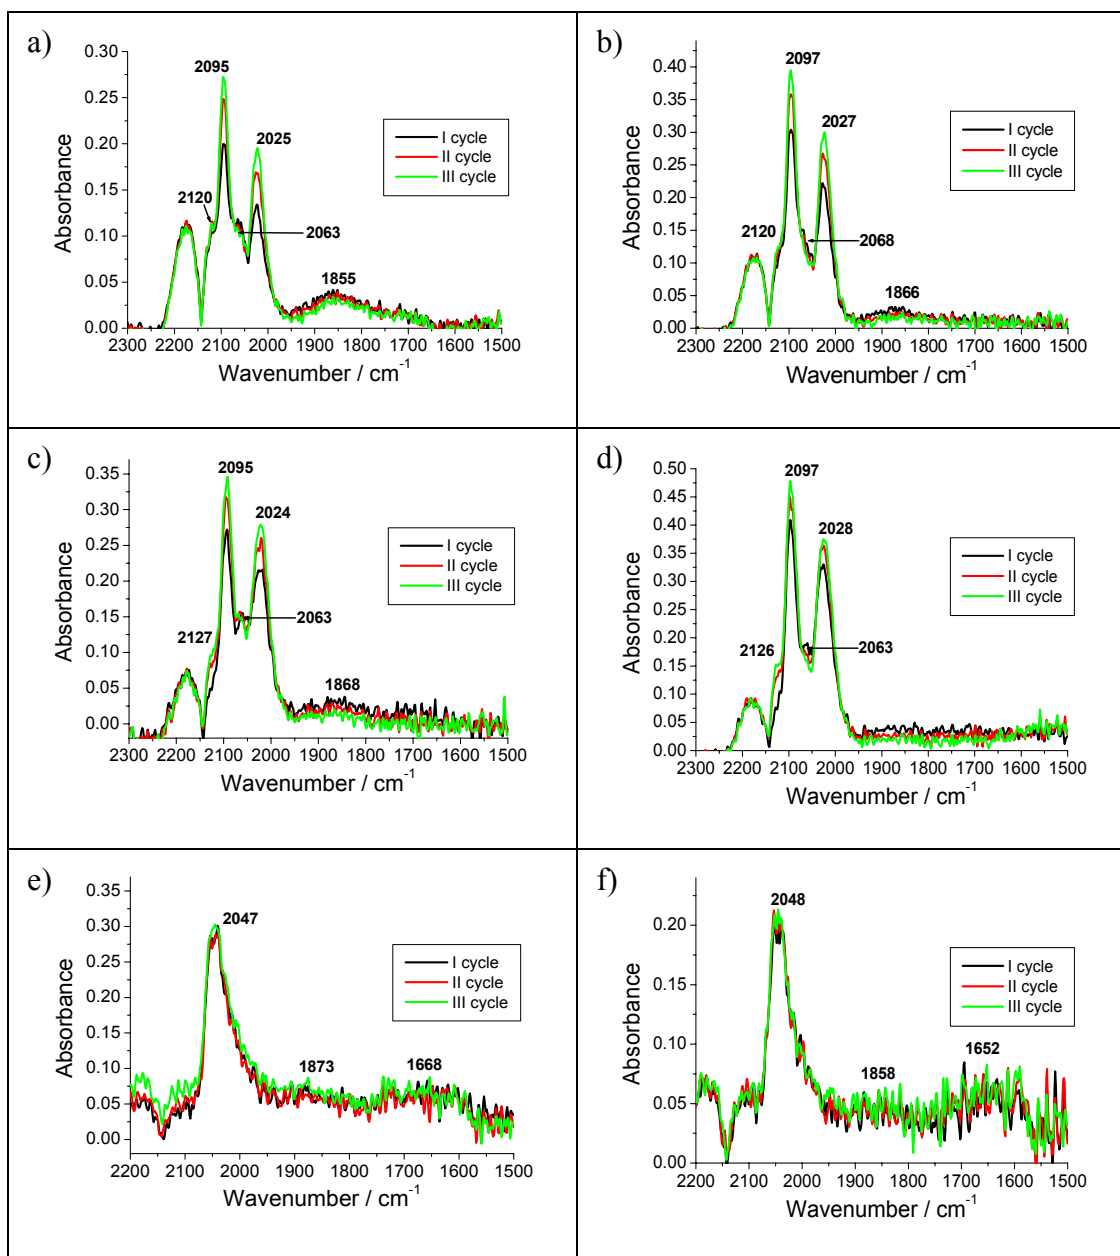 a)
2095
2025
2120
2063
1855
I cycle
II cycle
III cycle
0.30
0.25
0.20
0.15
0.10
0.05
0.00
Absorbance
2300 2200 2100 2000 1900 1800 1700 1600 1500
Wavenumber / cm-1
b)
2097
2027
2120
2068
1866
I cycle
II cycle
III cycle
0.40
0.35
0.30
0.25
0.20
0.15
0.10
0.05
0.00
Absorbance
2300 2200 2100 2000 1900 1800 1700 1600 1500
Wavenumber / cm-1
c)
2095
2024
2127
2063
1868
I cycle
II cycle
III cycle
0.35
0.30
0.25
0.20
0.15
0.10
0.05
0.00
Absorbance
2300 2200 2100 2000 1900 1800 1700 1600 1500
Wavenumber / cm-1
d)
2097
2028
2126
2063
I cycle
II cycle
III cycle
0.50
0.45
0.40
0.35
0.30
0.25
0.20
0.15
0.10
0.05
0.00
Absorbance
2300 2200 2100 2000 1900 1800 1700 1600 1500
Wavenumber / cm-1
e)
2047
1873
1668
I cycle
II cycle
III cycle
0.35
0.30
0.25
0.20
0.15
0.10
0.05
0.00
Absorbance
2200 2100 2000 1900 1800 1700 1600 1500
Wavenumber / cm-1
f)
2048
1858
1652
I cycle
II cycle
III cycle
0.20
0.15
0.10
0.05
0.00
Absorbance
2200 2100 2000 1900 1800 1700 1600 1500
Wavenumber / cm-1